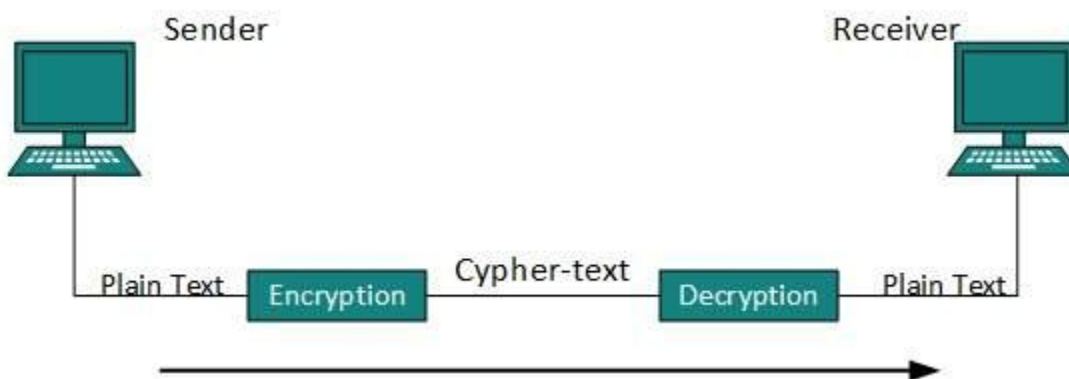 Sender
Receiver
Plain Text
Encryption
Cypher-text
Decryption
Plain Text